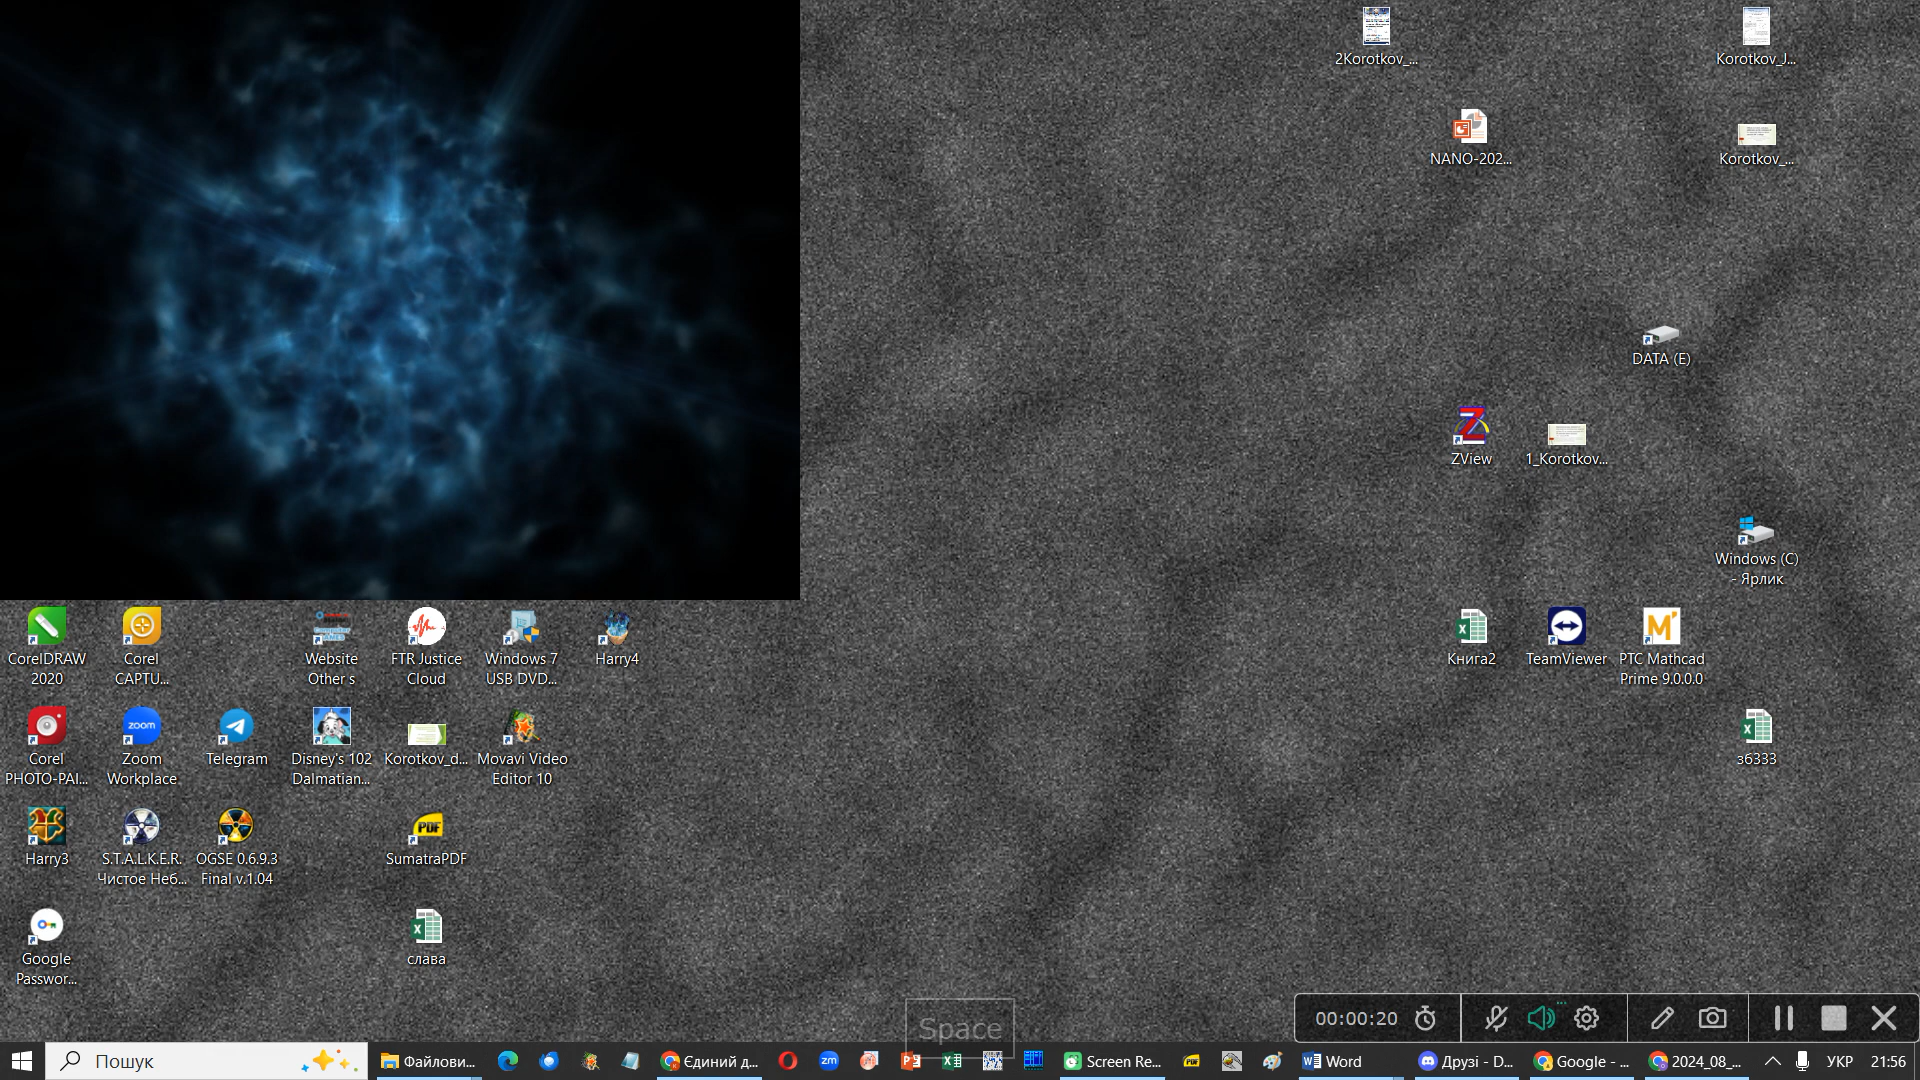 2Korotkov_...
Korotkov_J...
NANO-202...
Korotkov_...
DATA (E)
ZView
1_Korotkov...
Windows (C)
- Ярлик
CorelDRAW
2020
Corel
CAPTU...
Website
Other s
FTR Justice
Cloud
Windows 7
USB DVD...
Harry4
Книга2
TeamViewer
PTC Mathcad
Prime 9.0.0.0
Corel
PHOTO-PAI...
zoom
Zoom
Workplace
Telegram
Disney's 102
Dalmatian...
Korotkov_d...
Movavi Video
Editor 10
з6333
Harry3
S.T.A.L.K.E.R.
Чистое Неб...
OGSE 0.6.9.3
Final v.1.04
PDF
SumatraPDF
Google
Passwor...
слава
Space
00:00:20
Пошук
Файлови...
Єдиний д...
zm
Screen Re...
PDF
Word
Друзі - D...
Google - ...
2024_08_...
УКР
21:56